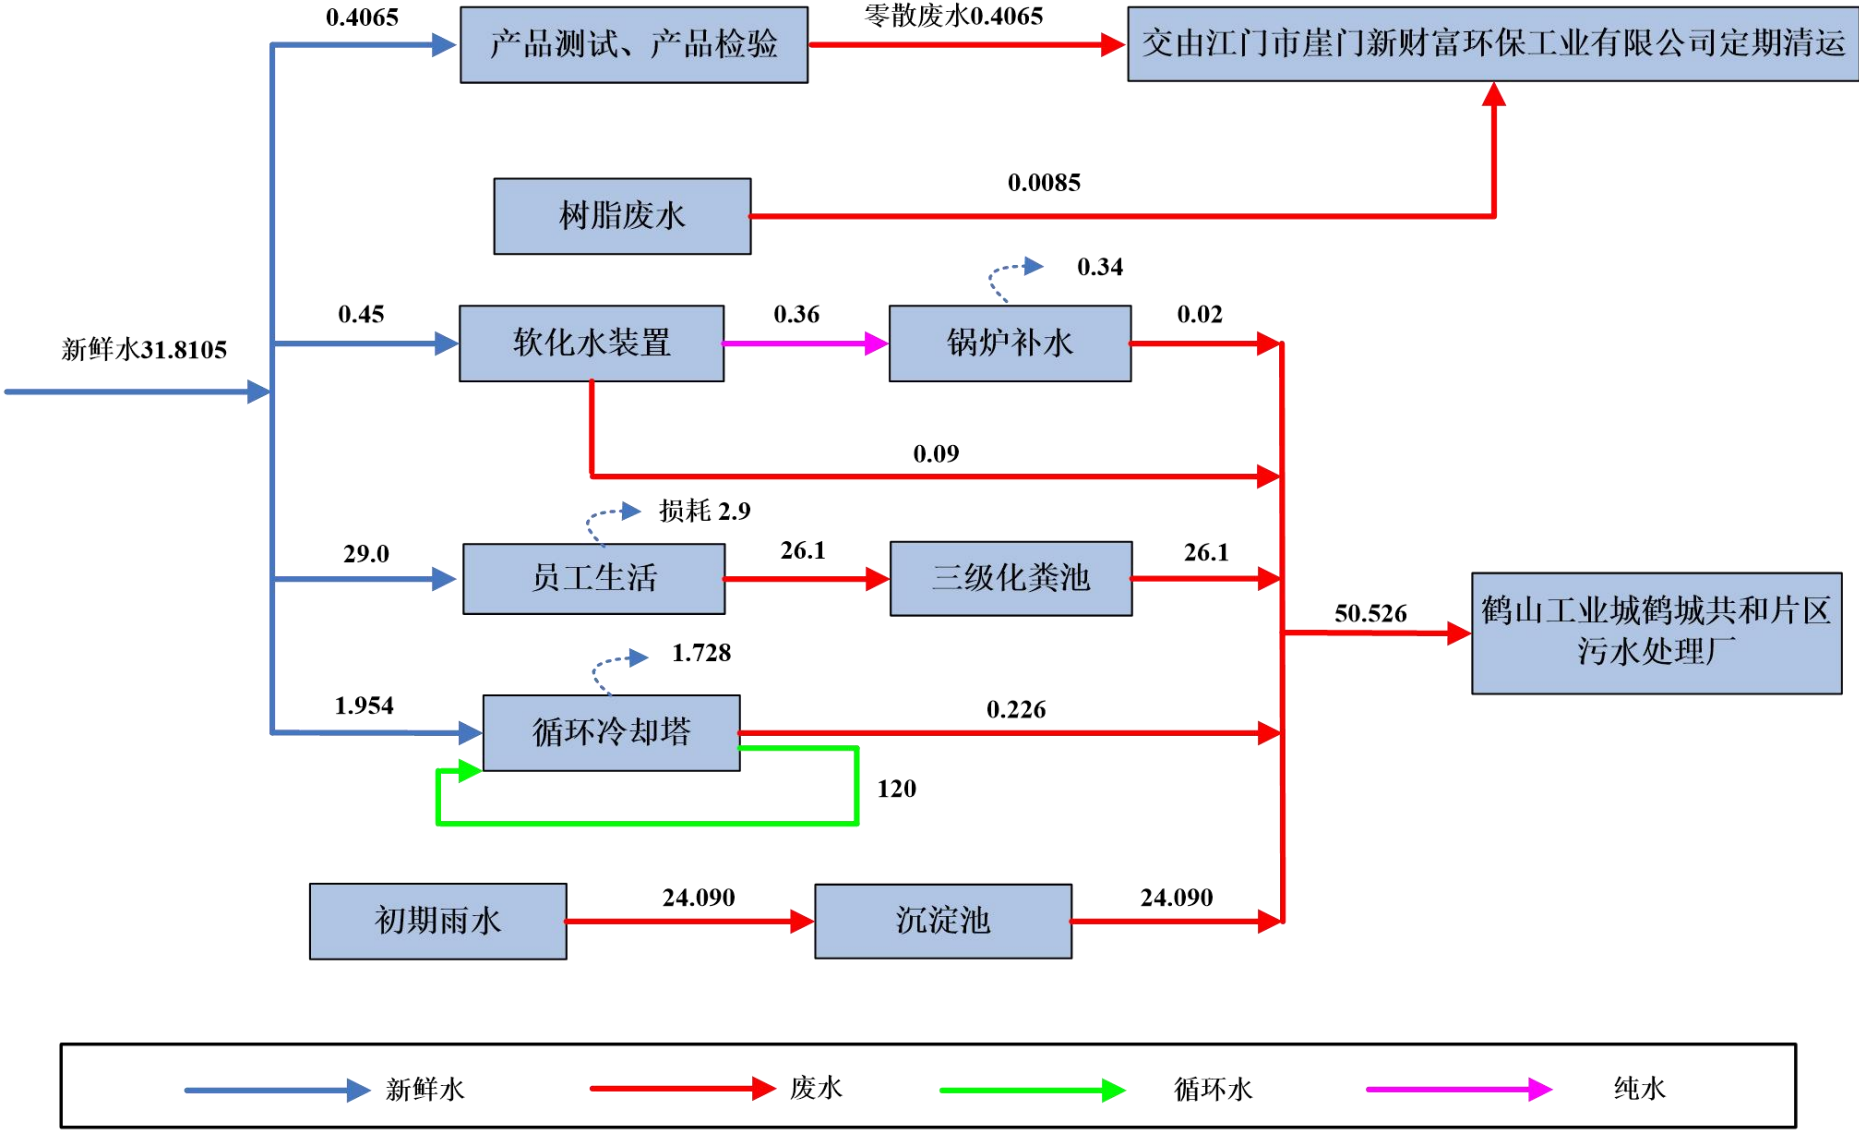 0.4065
产品测试、产品检验
零散废水0.4065
交由江门市崖门新财富环保工业有限公司定期清运
树脂废水
0.0085
新鲜水31.8105
0.45
软化水装置
0.36
锅炉补水
0.34
0.02
0.09
29.0
员工生活
损耗 2.9
26.1
三级化粪池
26.1
50.526
鹤山工业城鹤城共和片区
污水处理厂
1.954
循环冷却塔
1.728
0.226
120
初期雨水
24.090
沉淀池
24.090
新鲜水
废水
循环水
纯水